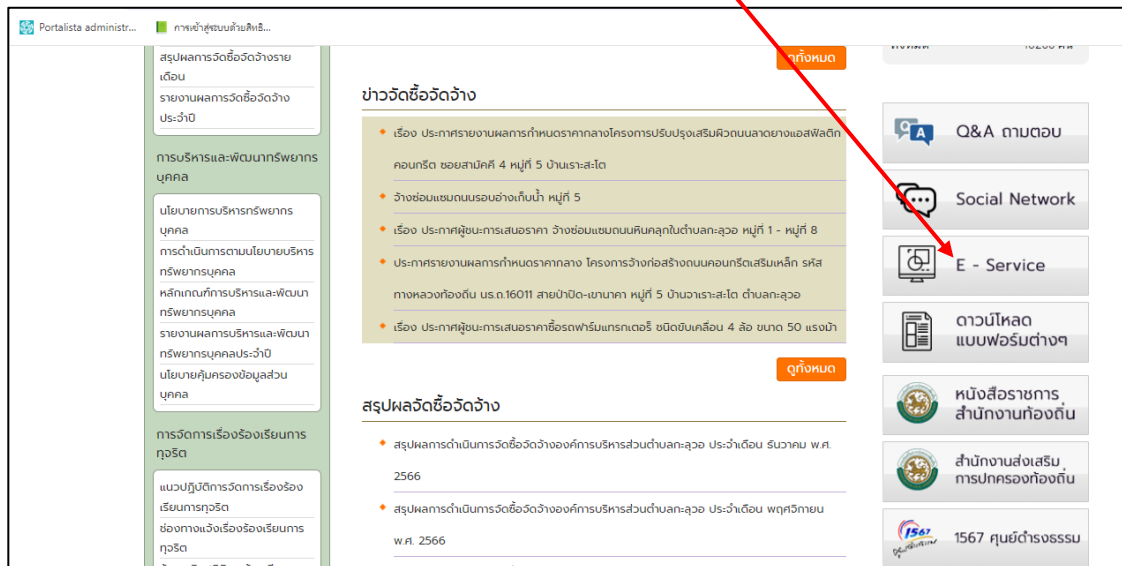 Portalista administr...
การเข้าสู่ระบบด้วยสิทธิ...
สรุปผลการจัดซื้อจัดจ้างราย
เดือน
รายงานผลการจัดซื้อจัดจ้าง
ประจำปี
การบริหารและพัฒนาทรัพยากร
บุคคล
นโยบายการบริหารทรัพยากร
บุคคล
การดำเนินการตามนโยบายบริหาร
ทรัพยากรบุคคล
หลักเกณฑ์การบริหารและพัฒนา
ทรัพยากรบุคคล
รายงานผลการบริหารและพัฒนา
ทรัพยากรบุคคลประจำปี
นโยบายคุ้มครองข้อมูลส่วน
บุคคล
การจัดการเรื่องร้องเรียนการ
ทุจริต
แนวปฏิบัติการจัดการเรื่องร้อง
เรียนการทุจริต
ช่องทางแจ้งเรื่องร้องเรียนการ
ทุจริต
ดูทั้งหมด
ข่าวจัดซื้อจัดจ้าง
เรื่อง ประกาศรายงานผลการกำหนดราคากลางโครงการปรับปรุงเสริมผิวถนนลาดยางแอสฟัลติก
คอนกรีต ซอยสามัคคี 4 หมู่ที่ 5 บ้านเราะสะโต
จ้างซ่อมแซมถนนรอบอ่างเก็บน้ำ หมู่ที่ 5
เรื่อง ประกาศผู้ชนะการเสนอราคา จ้างซ่อมแซมถนนหินคลุกในตำบลกะลุวอ หมู่ที่ 1 - หมู่ที่ 8
ประกาศรายงานผลการกำหนดราคากลาง โครงการจ้างก่อสร้างถนนคอนกรีตเสริมเหล็ก รหัส
ทางหลวงท้องถิ่น นธ.ถ.16011 สายป่าปิด-เขานาคา หมู่ที่ 5 บ้านจาเราะสะโต ตำบลกะลุวอ
เรื่อง ประกาศผู้ชนะการเสนอราคาซื้อรถฟาร์มแทรกเตอร์ ชนิดขับเคลื่อน 4 ล้อ ขนาด 50 แรงม้า
ดูทั้งหมด
สรุปผลจัดซื้อจัดจ้าง
สรุปผลการดำเนินการจัดซื้อจัดจ้างองค์การบริหารส่วนตำบลกะลุวอ ประจำเดือน ธันวาคม พ.ศ.
2566
สรุปผลการดำเนินการจัดซื้อจัดจ้างองค์การบริหารส่วนตำบลกะลุวอ ประจำเดือน พฤศจิกายน
พ.ศ. 2566
Q&A ถามตอบ
Social Network
E - Service
ดาวน์โหลด
แบบฟอร์มต่างๆ
หนังสือราชการ
สำนักงานท้องถิ่น
สำนักงานส่งเสริม
การปกครองท้องถิ่น
1567
1567 ศูนย์ดำรงธรรม